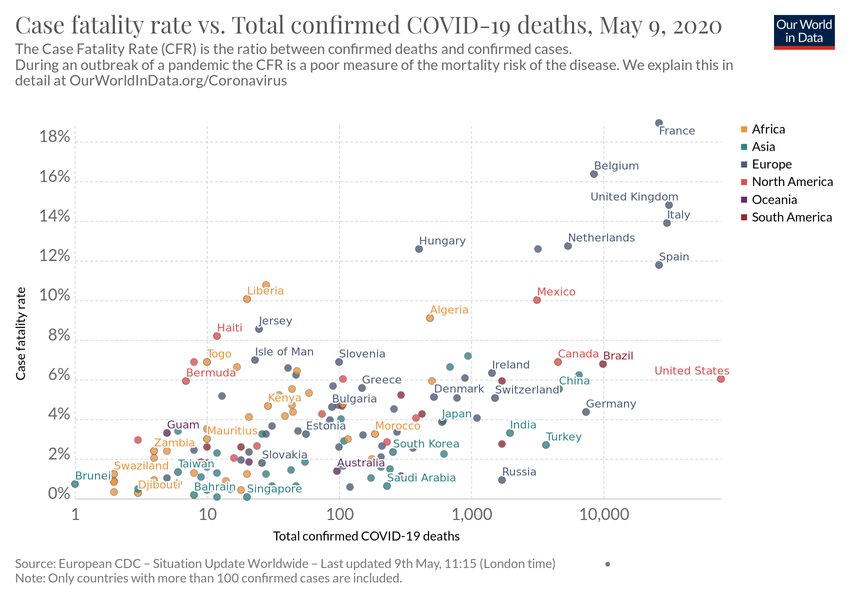 Case fatality rate vs. Total confirmed COVID-19 deaths, May 9, 2020
Our World
in Data
The Case Fatality Rate (CFR) is the ratio between confirmed deaths and confirmed cases.
During an outbreak of a pandemic the CFR is a poor measure of the mortality risk of the disease. We explain this in
detail at OurWorldInData.org/Coronavirus
18%
16%
14%
12%
10%
8%
6%
4%
2%
0%
Case fatality rate
France
Belgium
United Kingdom
Italy
Netherlands
Hungary
Spain
Liberia
Mexico
Algeria
Jersey
Haiti
Togo
Isle of Man
Slovenia
Canada
Brazil
Bermuda
Greece
Ireland
China
United States
Kenya
Bulgaria
Denmark
Switzerland
Germany
Guam
Mauritius
Estonia
Morocco
Japan
India
Zambia
Slovakia
South Korea
Turkey
Swaziland
Taiwan
Australia
Brunei
Djibouti
Bahrain
Singapore
Saudi Arabia
Russia
1
10
100
1,000
10,000
Total confirmed COVID-19 deaths
Africa
Asia
Europe
North America
Oceania
South America
Source: European CDC – Situation Update Worldwide – Last updated 9th May, 11:15 (London time)
Note: Only countries with more than 100 confirmed cases are included.